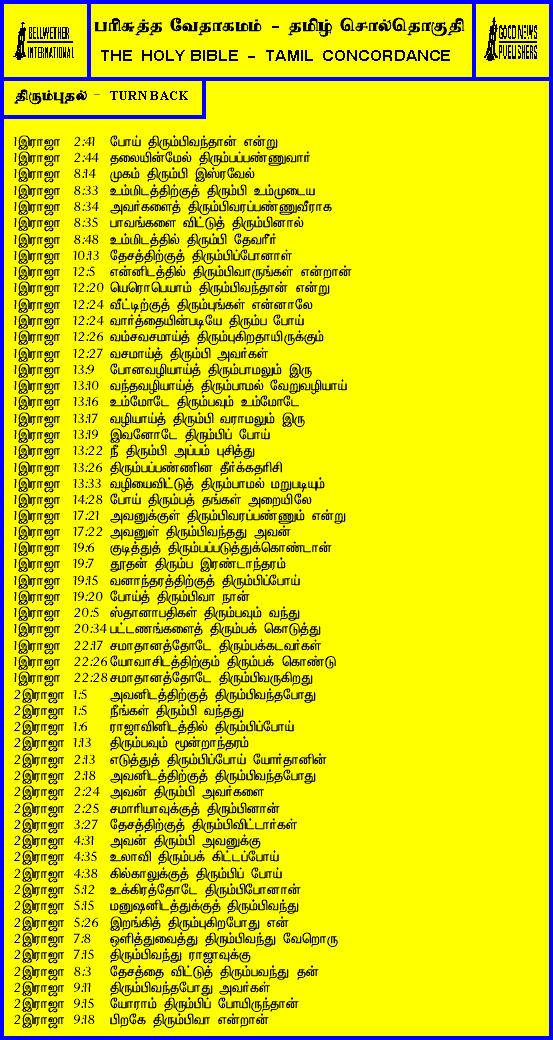 BELLWETHER
INTERNATIONAL
பரிசுத்த வேதாகமம் - தமிழ் சொல்தொகுதி
THE HOLY BIBLE - TAMIL CONCORDANCE
GOOD NEWS
PUBLISHERS
திரும்புதல் - TURN BACK
1இராஜா 2:41 போய் திரும்பிவந்தான் என்று
1இராஜா 2:44 தலையின்மேல் திரும்பப்பண்ணுவார்
1இராஜா 8:14 முகம் திரும்பி இஸ்ரவேல்
1இராஜா 8:33 உம்மிடத்திற்குத் திரும்பி உம்முடைய
1இராஜா 8:34 அவர்களைத் திரும்பிவரப்பண்ணுவீராக
1இராஜா 8:35 பாவங்களை விட்டுத் திரும்பினால்
1இராஜா 8:48 உம்மிடத்தில் திரும்பி தேவரீர்
1இராஜா 10:13 தேசத்திற்குத் திரும்பிப்போனாள்
1இராஜா 12:5 என்னிடத்தில் திரும்பிவாருங்கள் என்றான்
1இராஜா 12:20 யெரொபெயாம் திரும்பிவந்தான் என்று
1இராஜா 12:24 வீட்டிற்குத் திரும்புங்கள் என்னாலே
1இராஜா 12:24 வார்த்தையின்படியே திரும்ப போய்
1இராஜா 12:26 வம்சவசமாய்த் திரும்புகிறதாயிருக்கும்
1இராஜா 12:27 வசமாய்த் திரும்பி அவர்கள்
1இராஜா 13:9 போனவழியாய்த் திரும்பாமலும் இரு
1இராஜா 13:10 வந்தவழியாய்த் திரும்பாமல் வேறுவழியாய்
1இராஜா 13:16 உம்மோடே திரும்பவும் உம்மோடே
1இராஜா 13:17 வழியாய்த் திரும்பி வராமலும் இரு
1இராஜா 13:19 இவனோடே திரும்பிப் போய்
1இராஜா 13:22 நீ திரும்பி அப்பம் புசித்து
1இராஜா 13:26 திரும்பப்பண்ணின தீர்க்கதரிசி
1இராஜா 13:33 வழியைவிட்டுத் திரும்பாமல் மறுபடியும்
1இராஜா 14:28 போய் திரும்பத் தங்கள் அறையிலே
1இராஜா 17:21 அவனுக்குள் திரும்பிவரப்பண்ணும் என்று
1இராஜா 17:22 அவனுள் திரும்பிவந்தது அவன்
1இராஜா 19:6 குடித்துத் திரும்பப்படுத்துக்கொண்டான்
1இராஜா 19:7 தூதன் திரும்ப இரண்டாந்தரம்
1இராஜா 19:15 வனாந்தரத்திற்குத் திரும்பிப்போய்
1இராஜா 19:20 போய்த் திரும்பிவா நான்
1இராஜா 20:5 ஸ்தானாபதிகள் திரும்பவும் வந்து
1இராஜா 20:34 பட்டணங்களைத் திரும்பக் கொடுத்து
1இராஜா 22:17 சமாதானத்தோடே திரும்பக்கடவர்கள்
1இராஜா 22:26 யோவாசிடத்திற்கும் திரும்பக் கொண்டு
1இராஜா 22:28 சமாதானத்தோடே திரும்பிவருகிறது
2இராஜா 1:5 அவனிடத்திற்குத் திரும்பிவந்தபோது
2இராஜா 1:5 நீங்கள் திரும்பி வந்தது
2இராஜா 1:6 ராஜாவினிடத்தில் திரும்பிப்போய்
2இராஜா 1:13 திரும்பவும் மூன்றாந்தரம்
2இராஜா 2:13 எடுத்துத் திரும்பிப்போய் யோர்தானின்
2இராஜா 2:18 அவனிடத்திற்குத் திரும்பிவந்தபோது
2இராஜா 2:24 அவன் திரும்பி அவர்களை
2இராஜா 2:25 சமாரியாவுக்குத் திரும்பினான்
2இராஜா 3:27 தேசத்திற்குத் திரும்பிவிட்டார்கள்
2இராஜா 4:31 அவன் திரும்பி அவனுக்கு
2இராஜா 4:35 உலாவி திரும்பக் கிட்டப்போய்
2இராஜா 4:38 கில்காலுக்குத் திரும்பிப் போய்
2இராஜா 5:12 உக்கிரத்தோடே திரும்பிபோனான்
2இராஜா 5:15 மனுஷனிடத்துக்குத் திரும்பிவந்து
2இராஜா 5:26 இறங்கித் திரும்புகிறபோது என்
2இராஜா 7:8 ஒளித்துவைத்து திரும்பிவந்து வேறொரு
2இராஜா 7:15 திரும்பிவந்து ராஜாவுக்கு
2இராஜா 8:3 தேசத்தை விட்டுத் திரும்பவந்து தன்
2இராஜா 9:11 திரும்பிவந்தபோது அவர்கள்
2இராஜா 9:15 யோராம் திரும்பிப் போயிருந்தான்
2இராஜா 9:18 பிறகே திரும்பிவா என்றான்